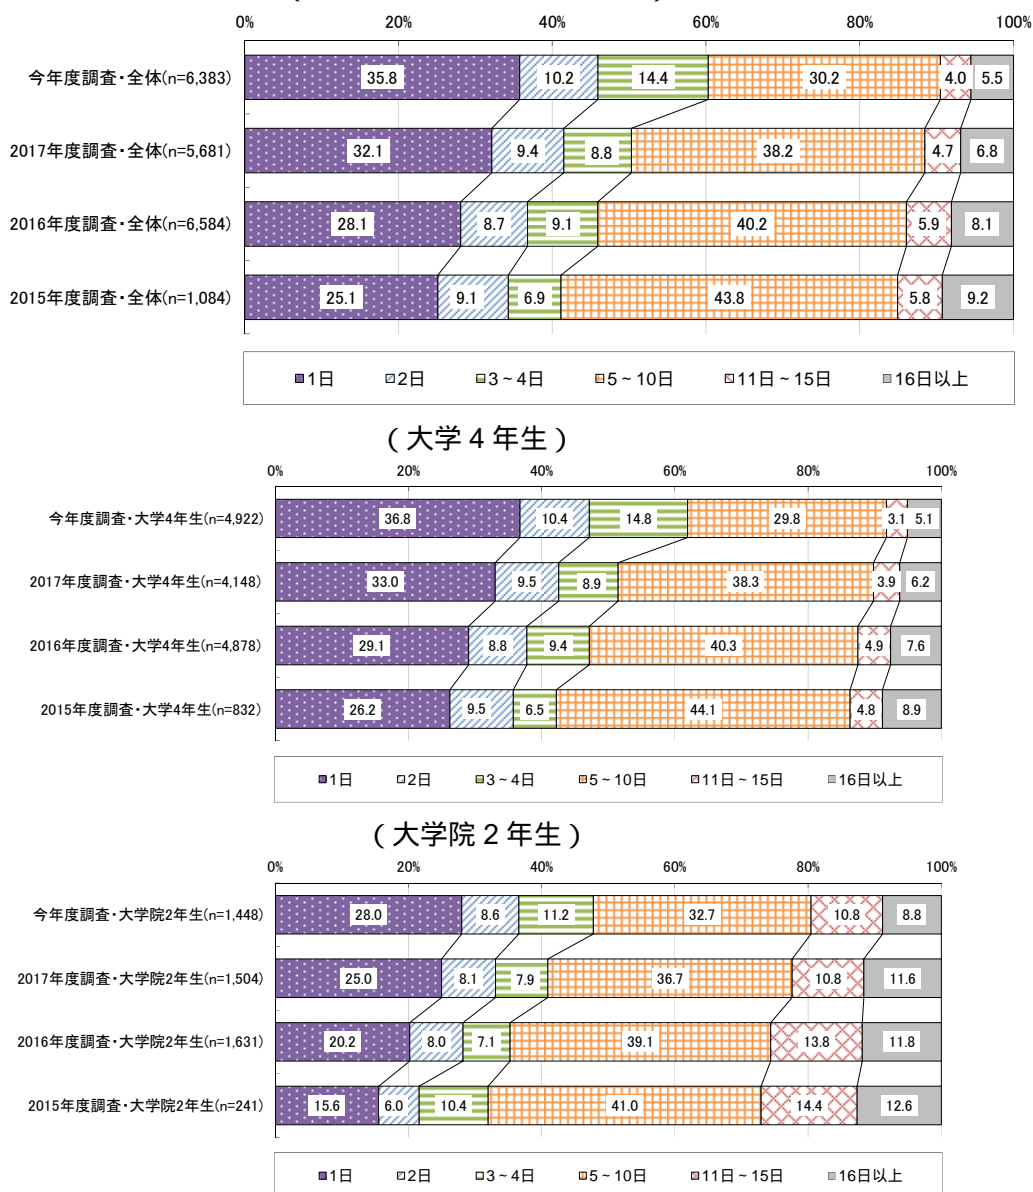 0% 20% 40% 60% 80% 100%
今年度調査・全体(n=6,383) 35.8 10.2 14.4 30.2 4.0 5.5
2017年度調査・全体(n=5,681) 32.1 9.4 8.8 38.2 4.7 6.8
2016年度調査・全体(n=6,584) 28.1 8.7 9.1 40.2 5.9 8.1
2015年度調査・全体(n=1,084) 25.1 9.1 6.9 43.8 5.8 9.2
1日 2日 3～4日 5～10日 11日～15日 16日以上
(大学4年生)
0% 20% 40% 60% 80% 100%
今年度調査・大学4年生(n=4,922) 36.8 10.4 14.8 29.8 3.1 5.1
2017年度調査・大学4年生(n=4,148) 33.0 9.5 8.9 38.3 3.9 6.2
2016年度調査・大学4年生(n=4,878) 29.1 8.8 9.4 40.3 4.9 7.6
2015年度調査・大学4年生(n=832) 26.2 9.5 6.5 44.1 4.8 8.9
1日 2日 3～4日 5～10日 11日～15日 16日以上
(大学院2年生)
0% 20% 40% 60% 80% 100%
今年度調査・大学院2年生(n=1,448) 28.0 8.6 11.2 32.7 10.8 8.8
2017年度調査・大学院2年生(n=1,504) 25.0 8.1 7.9 36.7 10.8 11.6
2016年度調査・大学院2年生(n=1,631) 20.2 8.0 7.1 39.1 13.8 11.8
2015年度調査・大学院2年生(n=241) 15.6 6.0 10.4 41.0 14.4 12.6
1日 2日 3～4日 5～10日 11日～15日 16日以上